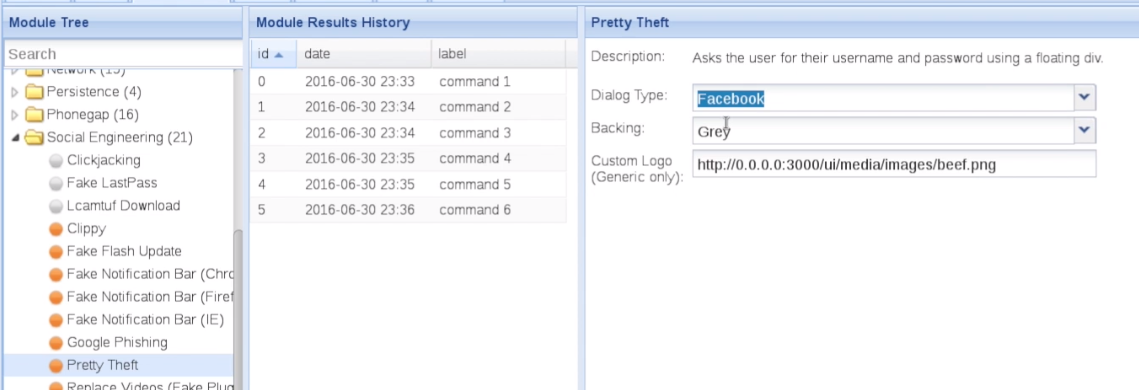 Module Tree
Search
Network (15)
Persistence (4)
Phonegap (16)
Social Engineering (21)
Clickjacking
Fake LastPass
Lcamtuf Download
Clippy
Fake Flash Update
Fake Notification Bar (Chro
Fake Notification Bar (Firef
Fake Notification Bar (IE)
Google Phishing
Pretty Theft
Replace Videos (Fake Plug
Module Results History
id date label
0 2016-06-30 23:33 command 1
1 2016-06-30 23:34 command 2
2 2016-06-30 23:34 command 3
3 2016-06-30 23:35 command 4
4 2016-06-30 23:35 command 5
5 2016-06-30 23:36 command 6
Pretty Theft
Description: Asks the user for their username and password using a floating div.
Dialog Type: Facebook
Backing: Grey
Custom Logo
(Generic only): http://0.0.0.0:3000/ui/media/images/beef.png